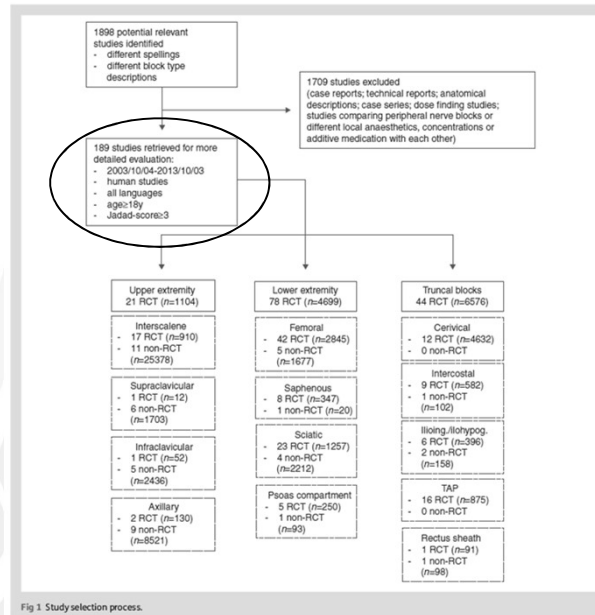 1898 potential relevant
studies identified
- different spellings
- different block type
descriptions
1709 studies excluded
(case reports; technical reports; anatomical
descriptions; case series; dose finding studies;
studies comparing peripheral nerve blocks or
different local anaesthetics, concentrations or
additive medication with each other)
189 studies retrieved for more
detailed evaluation:
- 2003/10/04-2013/10/03
- human studies
- all languages
- age≥18y
- Jadad-score≥3
Upper extremity
21 RCT (n=1104)
Interscalene
- 17 RCT (n=910)
- 11 non-RCT
(n=25378)
Supraclavicular
- 1 RCT (n=12)
- 6 non-RCT
(n=1703)
Infraclavicular
- 1 RCT (n=52)
- 5 non-RCT
(n=2436)
Axillary
- 2 RCT (n=130)
- 9 non-RCT
(n=8521)
Lower extremity
78 RCT (n=4699)
Femoral
- 42 RCT (n=2845)
- 5 non-RCT
(n=1677)
Saphenous
- 8 RCT (n=347)
- 1 non-RCT (n=20)
Sciatic
- 23 RCT (n=1257)
- 4 non-RCT
(n=2212)
Psoas compartment
- 5 RCT (n=250)
- 1 non-RCT
(n=93)
Truncal blocks
44 RCT (n=6576)
Cerivical
- 12 RCT (n=4632)
- 0 non-RCT
Intercostal
- 9 RCT (n=582)
- 1 non-RCT
(n=102)
Ilioing./ilohypog.
- 6 RCT (n=396)
- 2 non-RCT
(n=158)
TAP
- 16 RCT (n=875)
- 0 non-RCT
Rectus sheath
- 1 RCT (n=91)
- 1 non-RCT
(n=98)
Fig 1 Study selection process.